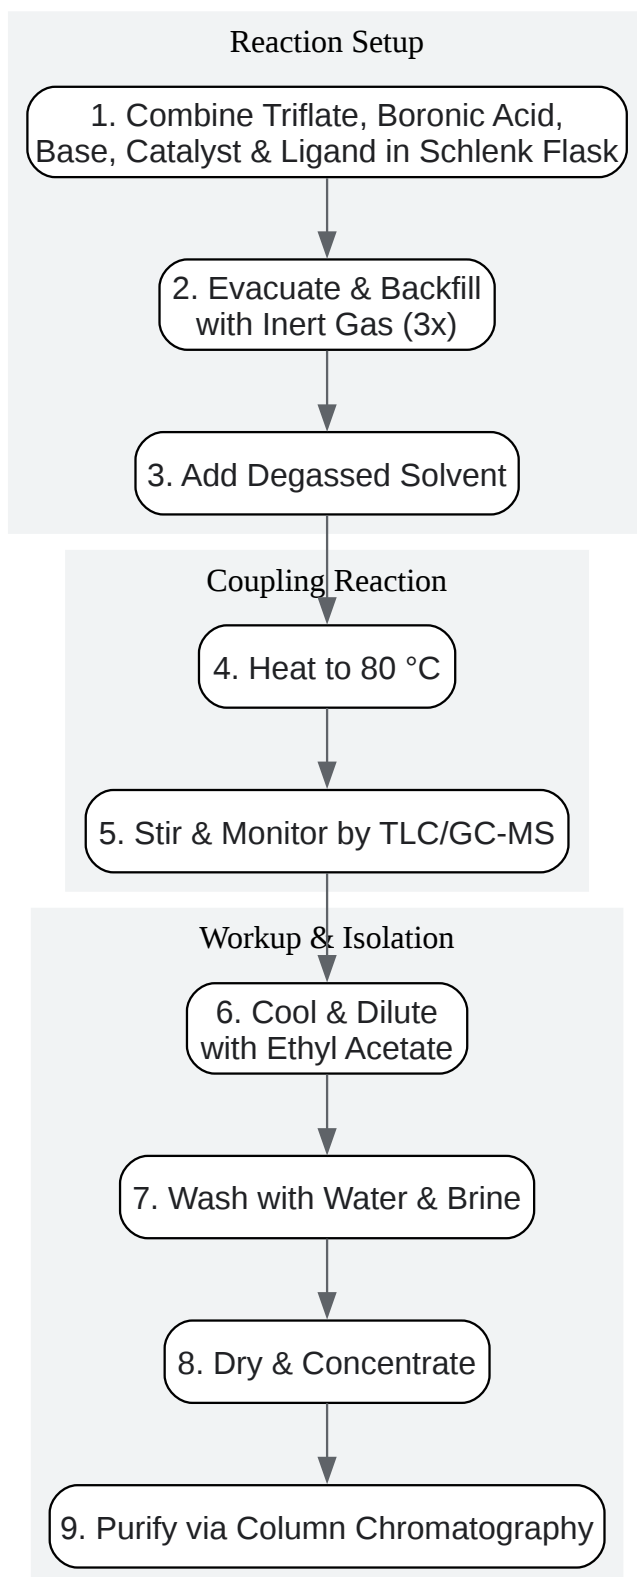 Reaction Setup
1. Combine Triflate, Boronic Acid,
Base, Catalyst & Ligand in Schlenk Flask
2. Evacuate & Backfill
with Inert Gas (3x)
3. Add Degassed Solvent
Coupling Reaction
4. Heat to 80 °C
5. Stir & Monitor by TLC/GC-MS
Workup & Isolation
6. Cool & Dilute
with Ethyl Acetate
7. Wash with Water & Brine
8. Dry & Concentrate
9. Purify via Column Chromatography